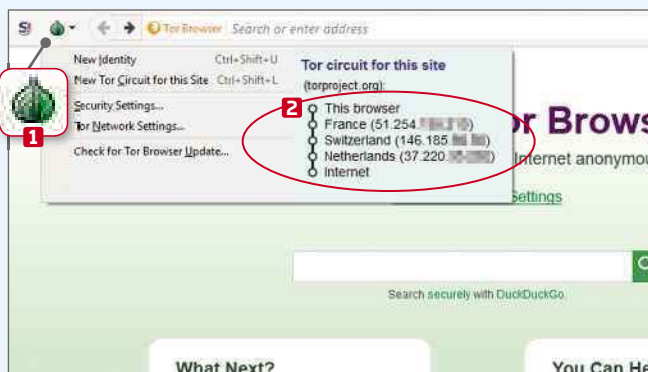 S!
Tor Browser Search or enter address
New Identity Ctrl+Shift+U
New Tor Circuit for this Site Ctrl+Shift+L
Security Settings...
Tor Network Settings...
Check for Tor Browser Update...
1
Tor circuit for this site
(torproject.org):
2
This browser
France (51.254.
Switzerland (146.185.
Netherlands (37.220.
Internet
or Brows
Internet anonymou
Settings
Search securely with DuckDuckGo.
What Next?
You Can He